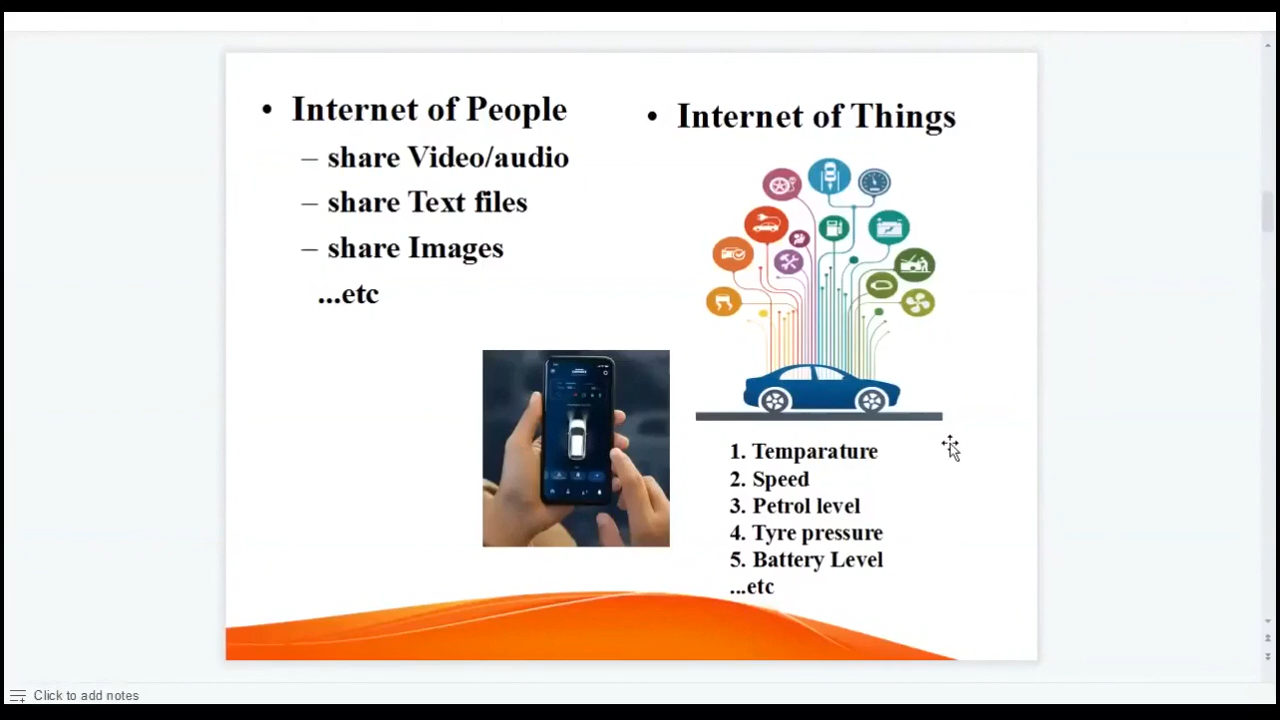 • Internet of People
– share Video/audio
– share Text files
– share Images
...etc
• Internet of Things
1. Temparature
2. Speed
3. Petrol level
4. Tyre pressure
5. Battery Level
...etc
Click to add notes